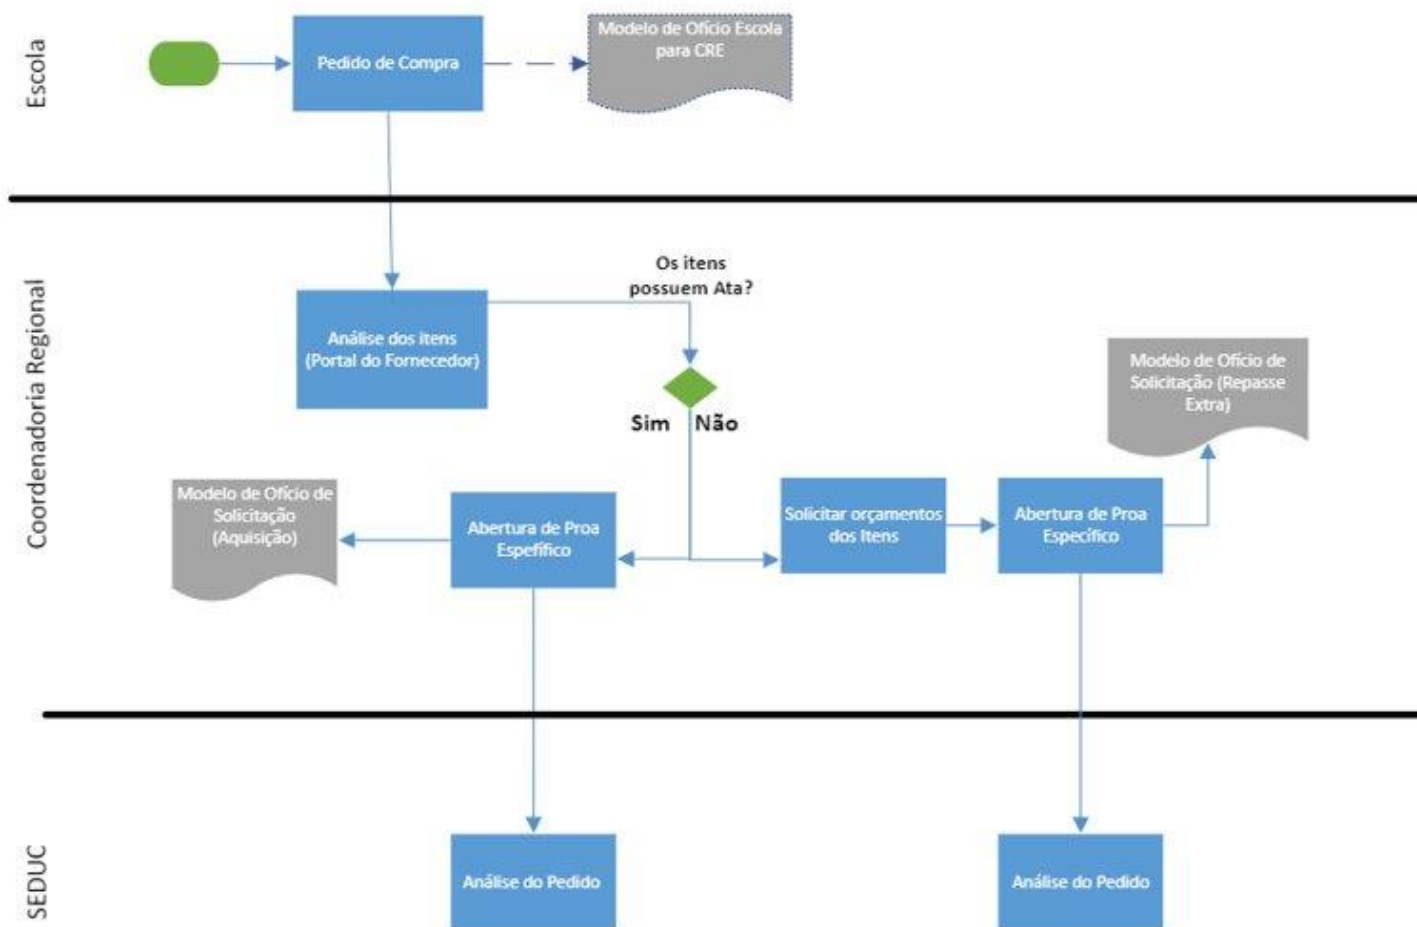 Escola
Pedido de Compra
Modelo de Ofício Escola
para CRE
Coordenadoria Regional
Os itens
possuem Ata?
Análise dos itens
(Portal do Fornecedor)
Sim
Não
Modelo de Ofício de
Solicitação (Repasse
Extra)
Modelo de Ofício de
Solicitação
(Aquisição)
Abertura de Proa
Espefífico
Solicitar orçamentos
dos Itens
Abertura de Proa
Específico
SEDUC
Análise do Pedido
Análise do Pedido